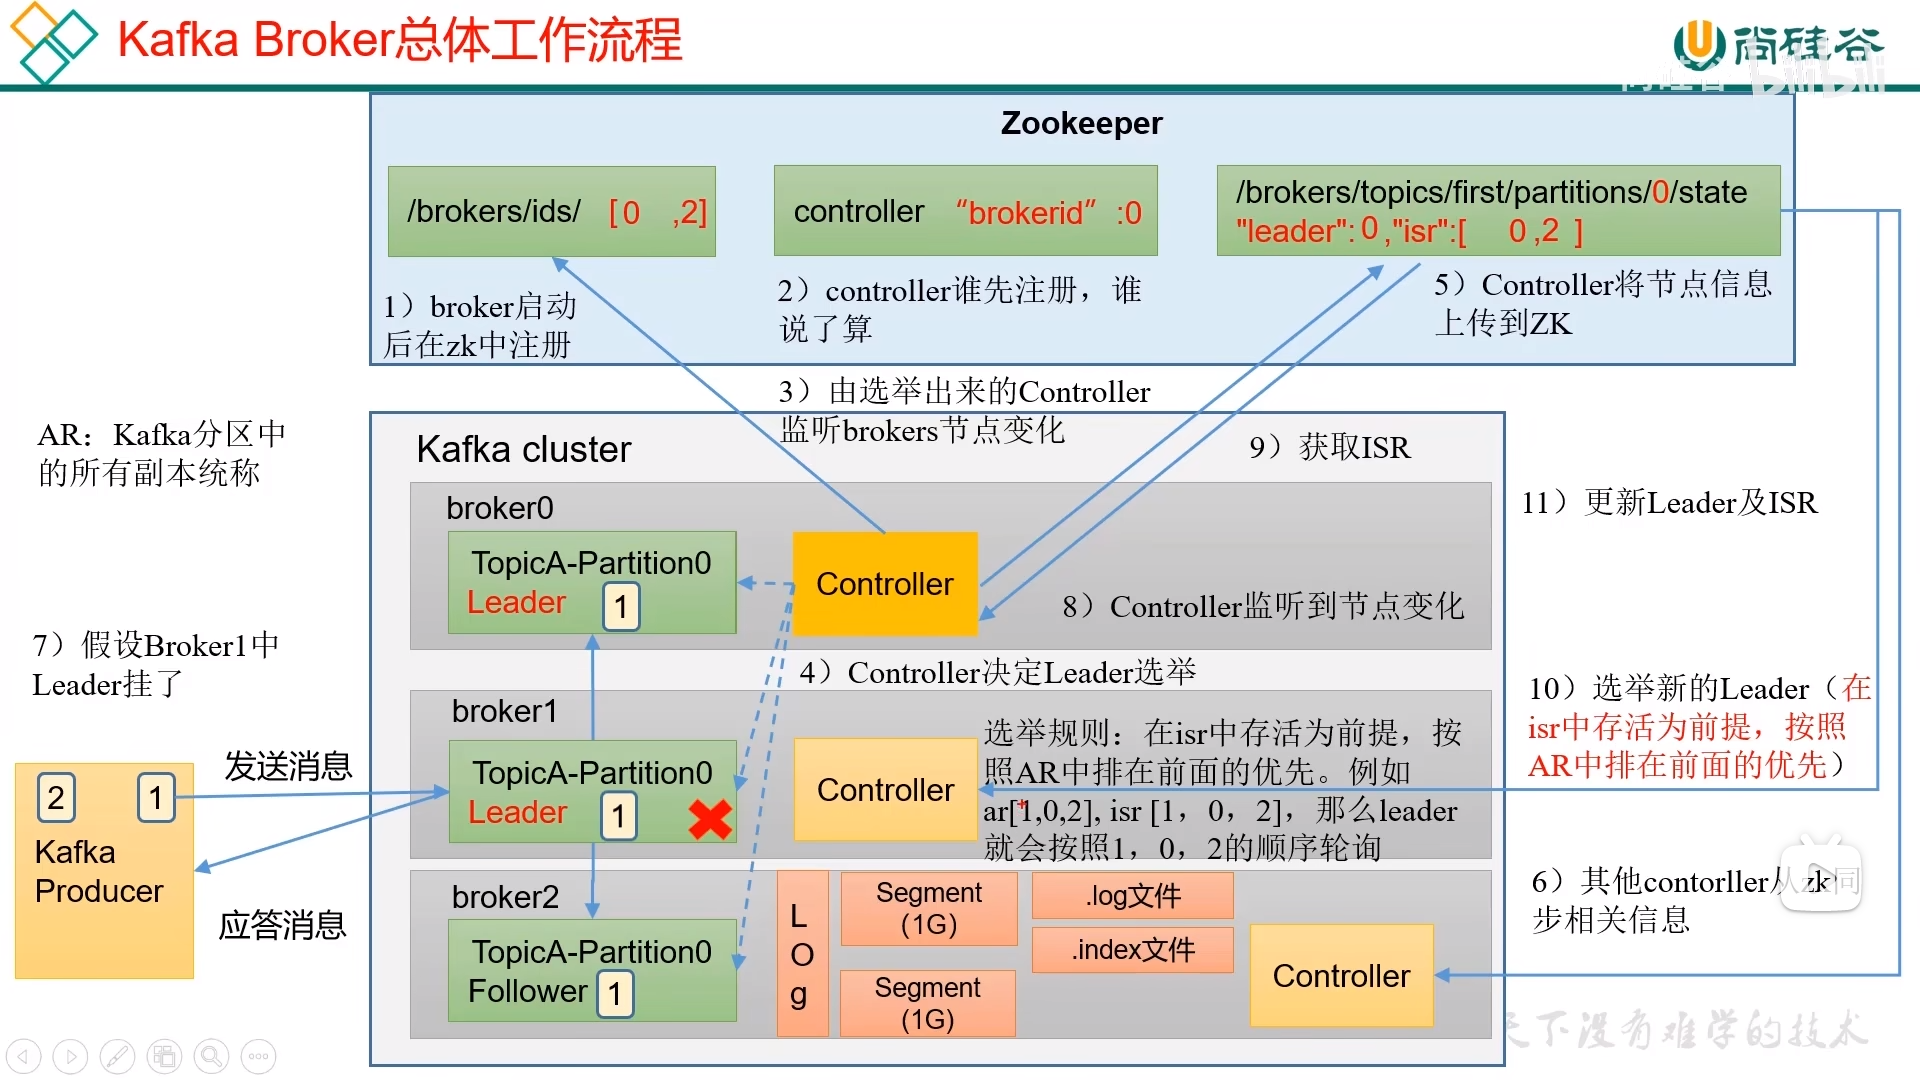 Kafka Broker总体工作流程
尚硅谷
bilibili
Zookeeper
/brokers/ids/ [0 ,2]
controller “brokerid” :0
/brokers/topics/first/partitions/0/state
"leader":0,"isr":[ 0,2 ]
1）broker启动
后在zk中注册
2）controller谁先注册，谁
说了算
5）Controller将节点信息
上传到ZK
3）由选举出来的Controller
监听brokers节点变化
AR：Kafka分区中
的所有副本统称
Kafka cluster
9）获取ISR
11）更新Leader及ISR
broker0
TopicA-Partition0
Leader 1
Controller
8）Controller监听到节点变化
7）假设Broker1中
Leader挂了
4）Controller决定Leader选举
10）选举新的Leader（在
isr中存活为前提，按照
AR中排在前面的优先）
broker1
TopicA-Partition0
Leader 1
Controller
选举规则：在isr中存活为前提，按
照AR中排在前面的优先。例如
ar[1,0,2], isr [1，0，2]，那么leader
就会按照1，0，2的顺序轮询
发送消息
2 1
Kafka
Producer
应答消息
broker2
TopicA-Partition0
Follower 1
L
O
g
Segment
(1G)
.log文件
.index文件
Segment
(1G)
Controller
6）其他contorller从zk同
步相关信息
天下没有难学的技术